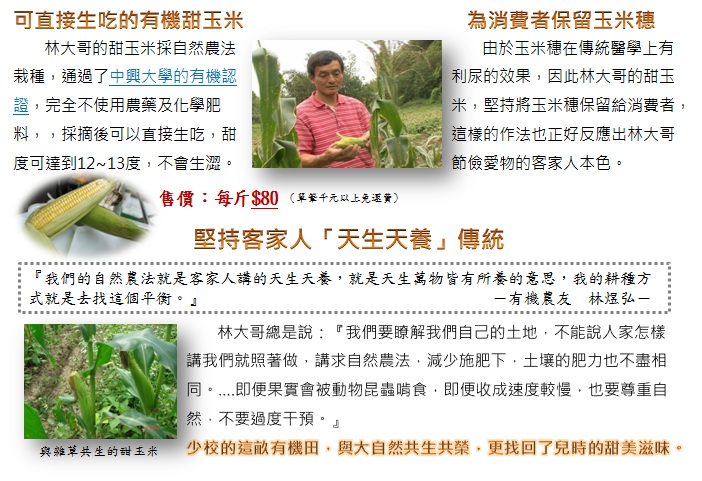 可直接生吃的有機甜玉米
林大哥的甜玉米採自然農法
栽種，通過了中興大學的有機認
證，完全不使用農藥及化學肥
料，，採摘後可以直接生吃，甜
度可達到12~13度，不會生澀。
為消費者保留玉米穗
由於玉米穗在傳統醫學上有
利尿的效果，因此林大哥的甜玉
米，堅持將玉米穗保留給消費者，
這樣的作法也正好反應出林大哥
節儉愛物的客家人本色。
售價：每斤$80（單筆千元以上免運費）
堅持客家人「天生天養」傳統
『我們的自然農法就是客家人講的天生天養，就是天生萬物皆有所養的意思，我的耕種方
式就是去找這個平衡。』 －有機農友 林煜弘－
林大哥總是說：『我們要瞭解我們自己的土地，不能說人家怎樣
講我們就照著做，講求自然農法，減少施肥下，土壤的肥力也不盡相
同。....即便果實會被動物昆蟲啃食，即便收成速度較慢，也要尊重自
然，不要過度干預。』
與雜草共生的甜玉米
少校的這畝有機田，與大自然共生共榮，更找回了兒時的甜美滋味。